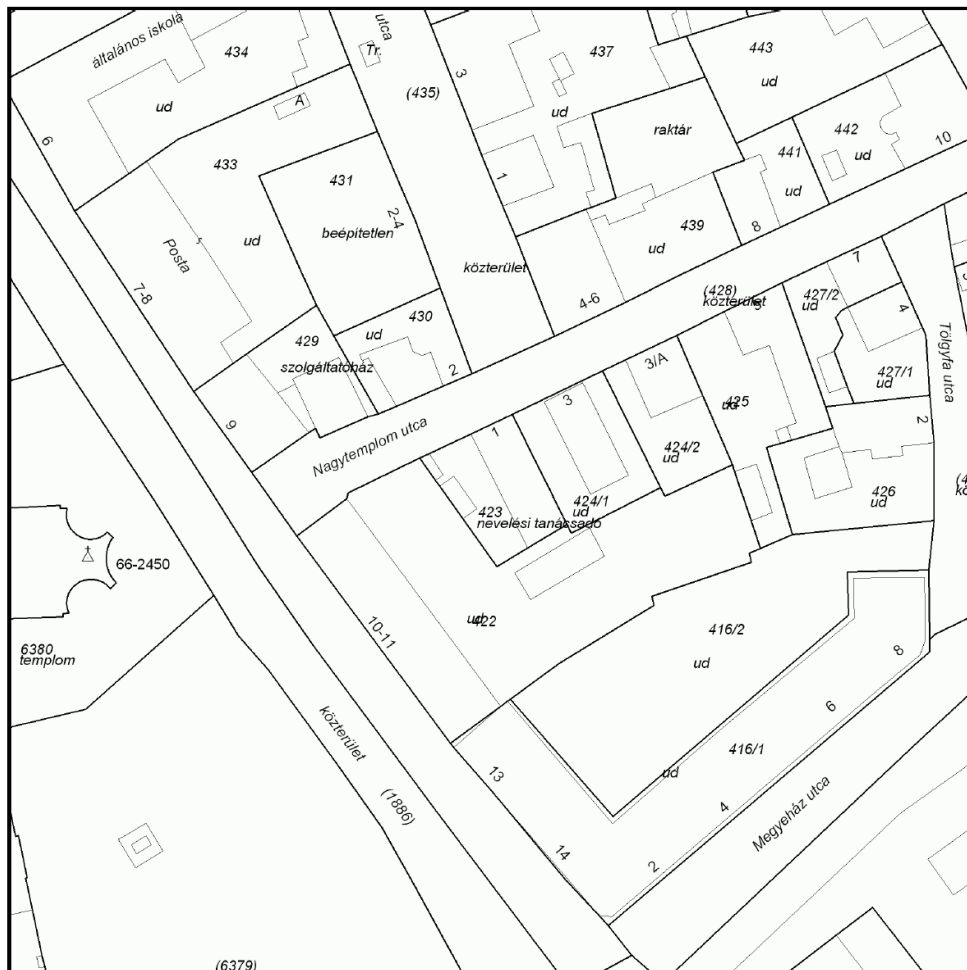 általános iskola
434
utca
Tr.
3
437
443
ud
A
(435)
ud
ud
raktár
442
ud
10
441
ud
6
433
431
1
2-4
beépítetlen
ud
Posta
közterület
439
ud
8
7
7-8
4-6
(428)
közterület
5
427/2
ud
4
430
ud
429
szolgáltatóház
2
3/A
Tölgyfa utca
427/1
ud
9
Nagytemplom utca
1
3
425
ud
2
424/2
ud
426
ud
423
nevelési tanácsadó
424/1
ud
66-2450
ud
422
10-11
416/2
ud
6380
templom
8
6
közterület
(1886)
13
416/1
ud
4
Megyeház utca
14
2
(6379)